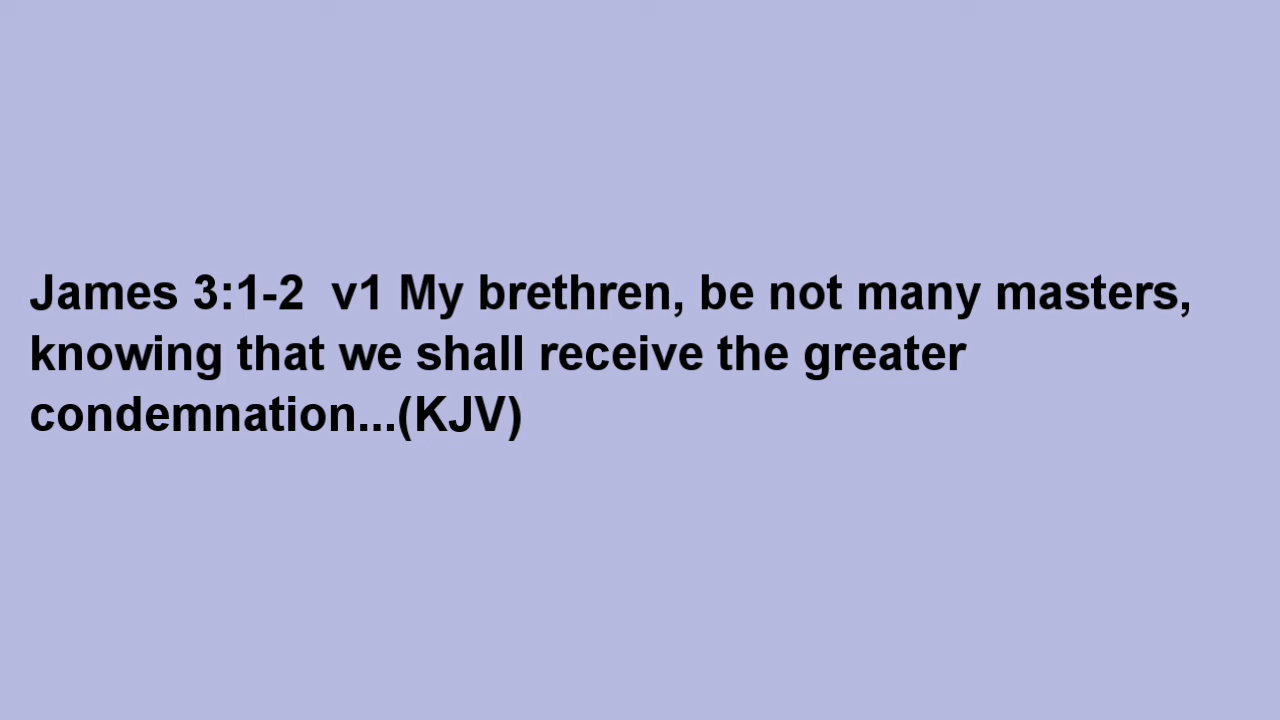 James 3:1-2  v1 My brethren, be not many masters,
knowing that we shall receive the greater
condemnation...(KJV)